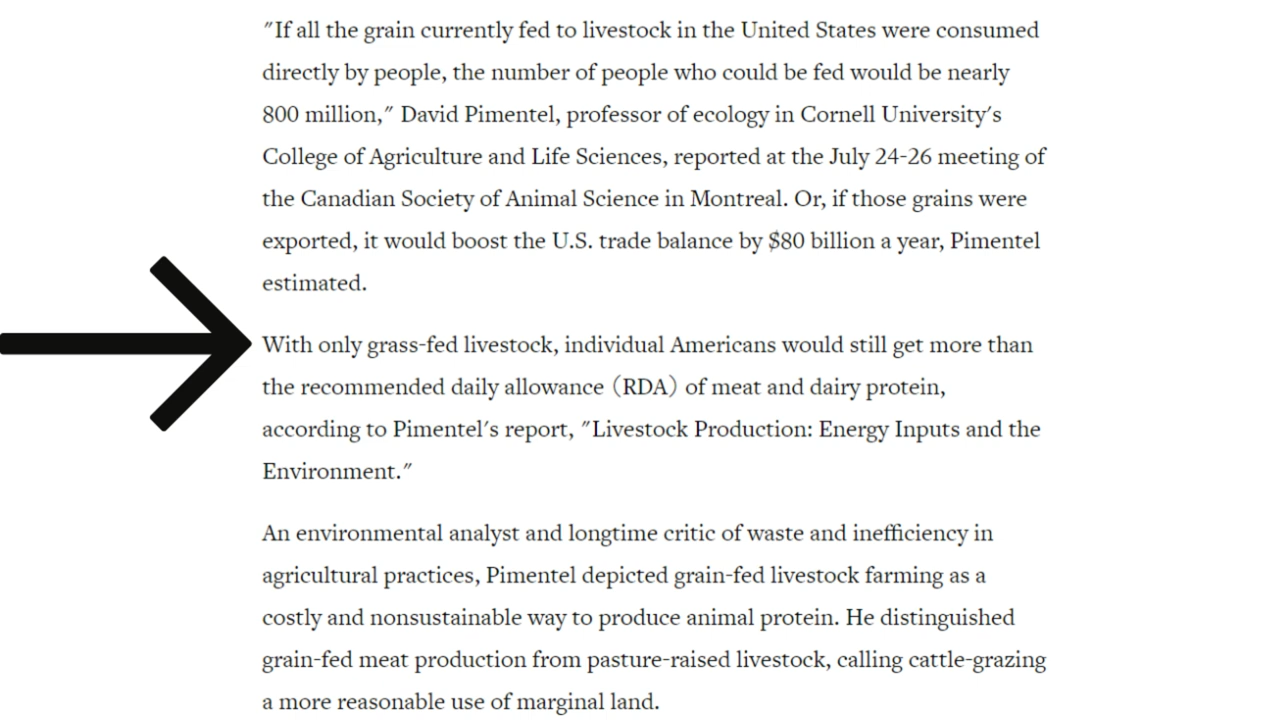 "If all the grain currently fed to livestock in the United States were consumed
directly by people, the number of people who could be fed would be nearly
800 million," David Pimentel, professor of ecology in Cornell University's
College of Agriculture and Life Sciences, reported at the July 24-26 meeting of
the Canadian Society of Animal Science in Montreal. Or, if those grains were
exported, it would boost the U.S. trade balance by $80 billion a year, Pimentel
estimated.
With only grass-fed livestock, individual Americans would still get more than
the recommended daily allowance (RDA) of meat and dairy protein,
according to Pimentel's report, "Livestock Production: Energy Inputs and the
Environment."
An environmental analyst and longtime critic of waste and inefficiency in
agricultural practices, Pimentel depicted grain-fed livestock farming as a
costly and nonsustainable way to produce animal protein. He distinguished
grain-fed meat production from pasture-raised livestock, calling cattle-grazing
a more reasonable use of marginal land.